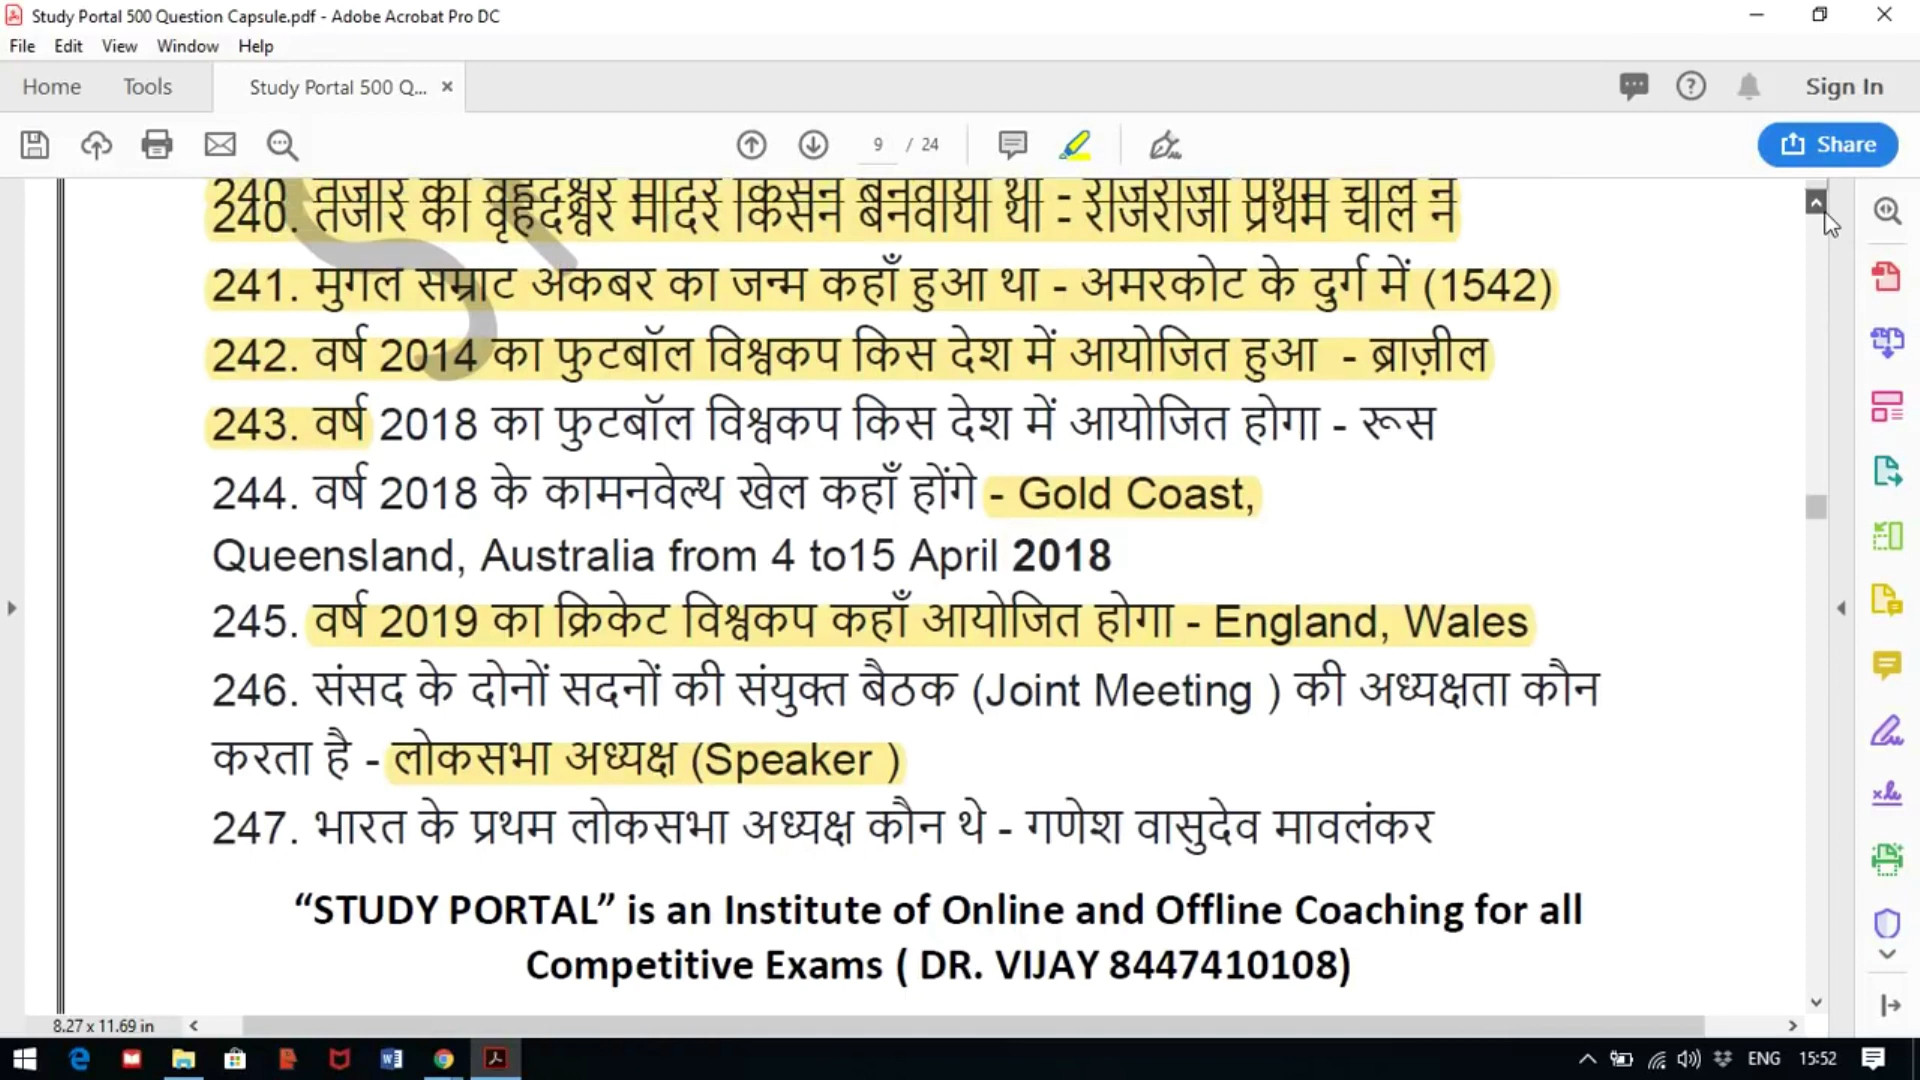 Study Portal 500 Question Capsule.pdf - Adobe Acrobat Pro DC
File Edit View Window Help
Home Tools Study Portal 500 Q... × Sign In
9 / 24 Share
240. तंजौर का वृहदेश्वर मंदिर किसने बनवाया था - राजराजा प्रथम चोल ने
241. मुगल सम्राट अकबर का जन्म कहाँ हुआ था - अमरकोट के दुर्ग में (1542)
242. वर्ष 2014 का फुटबॉल विश्वकप किस देश में आयोजित हुआ - ब्राज़ील
243. वर्ष 2018 का फुटबॉल विश्वकप किस देश में आयोजित होगा - रूस
244. वर्ष 2018 के कामनवेल्थ खेल कहाँ होंगे - Gold Coast,
Queensland, Australia from 4 to15 April 2018
245. वर्ष 2019 का क्रिकेट विश्वकप कहाँ आयोजित होगा - England, Wales
246. संसद के दोनों सदनों की संयुक्त बैठक (Joint Meeting ) की अध्यक्षता कौन
करता है - लोकसभा अध्यक्ष (Speaker )
247. भारत के प्रथम लोकसभा अध्यक्ष कौन थे - गणेश वासुदेव मावलंकर
“STUDY PORTAL” is an Institute of Online and Offline Coaching for all
Competitive Exams ( DR. VIJAY 8447410108)
8.27 x 11.69 in
ENG 15:52